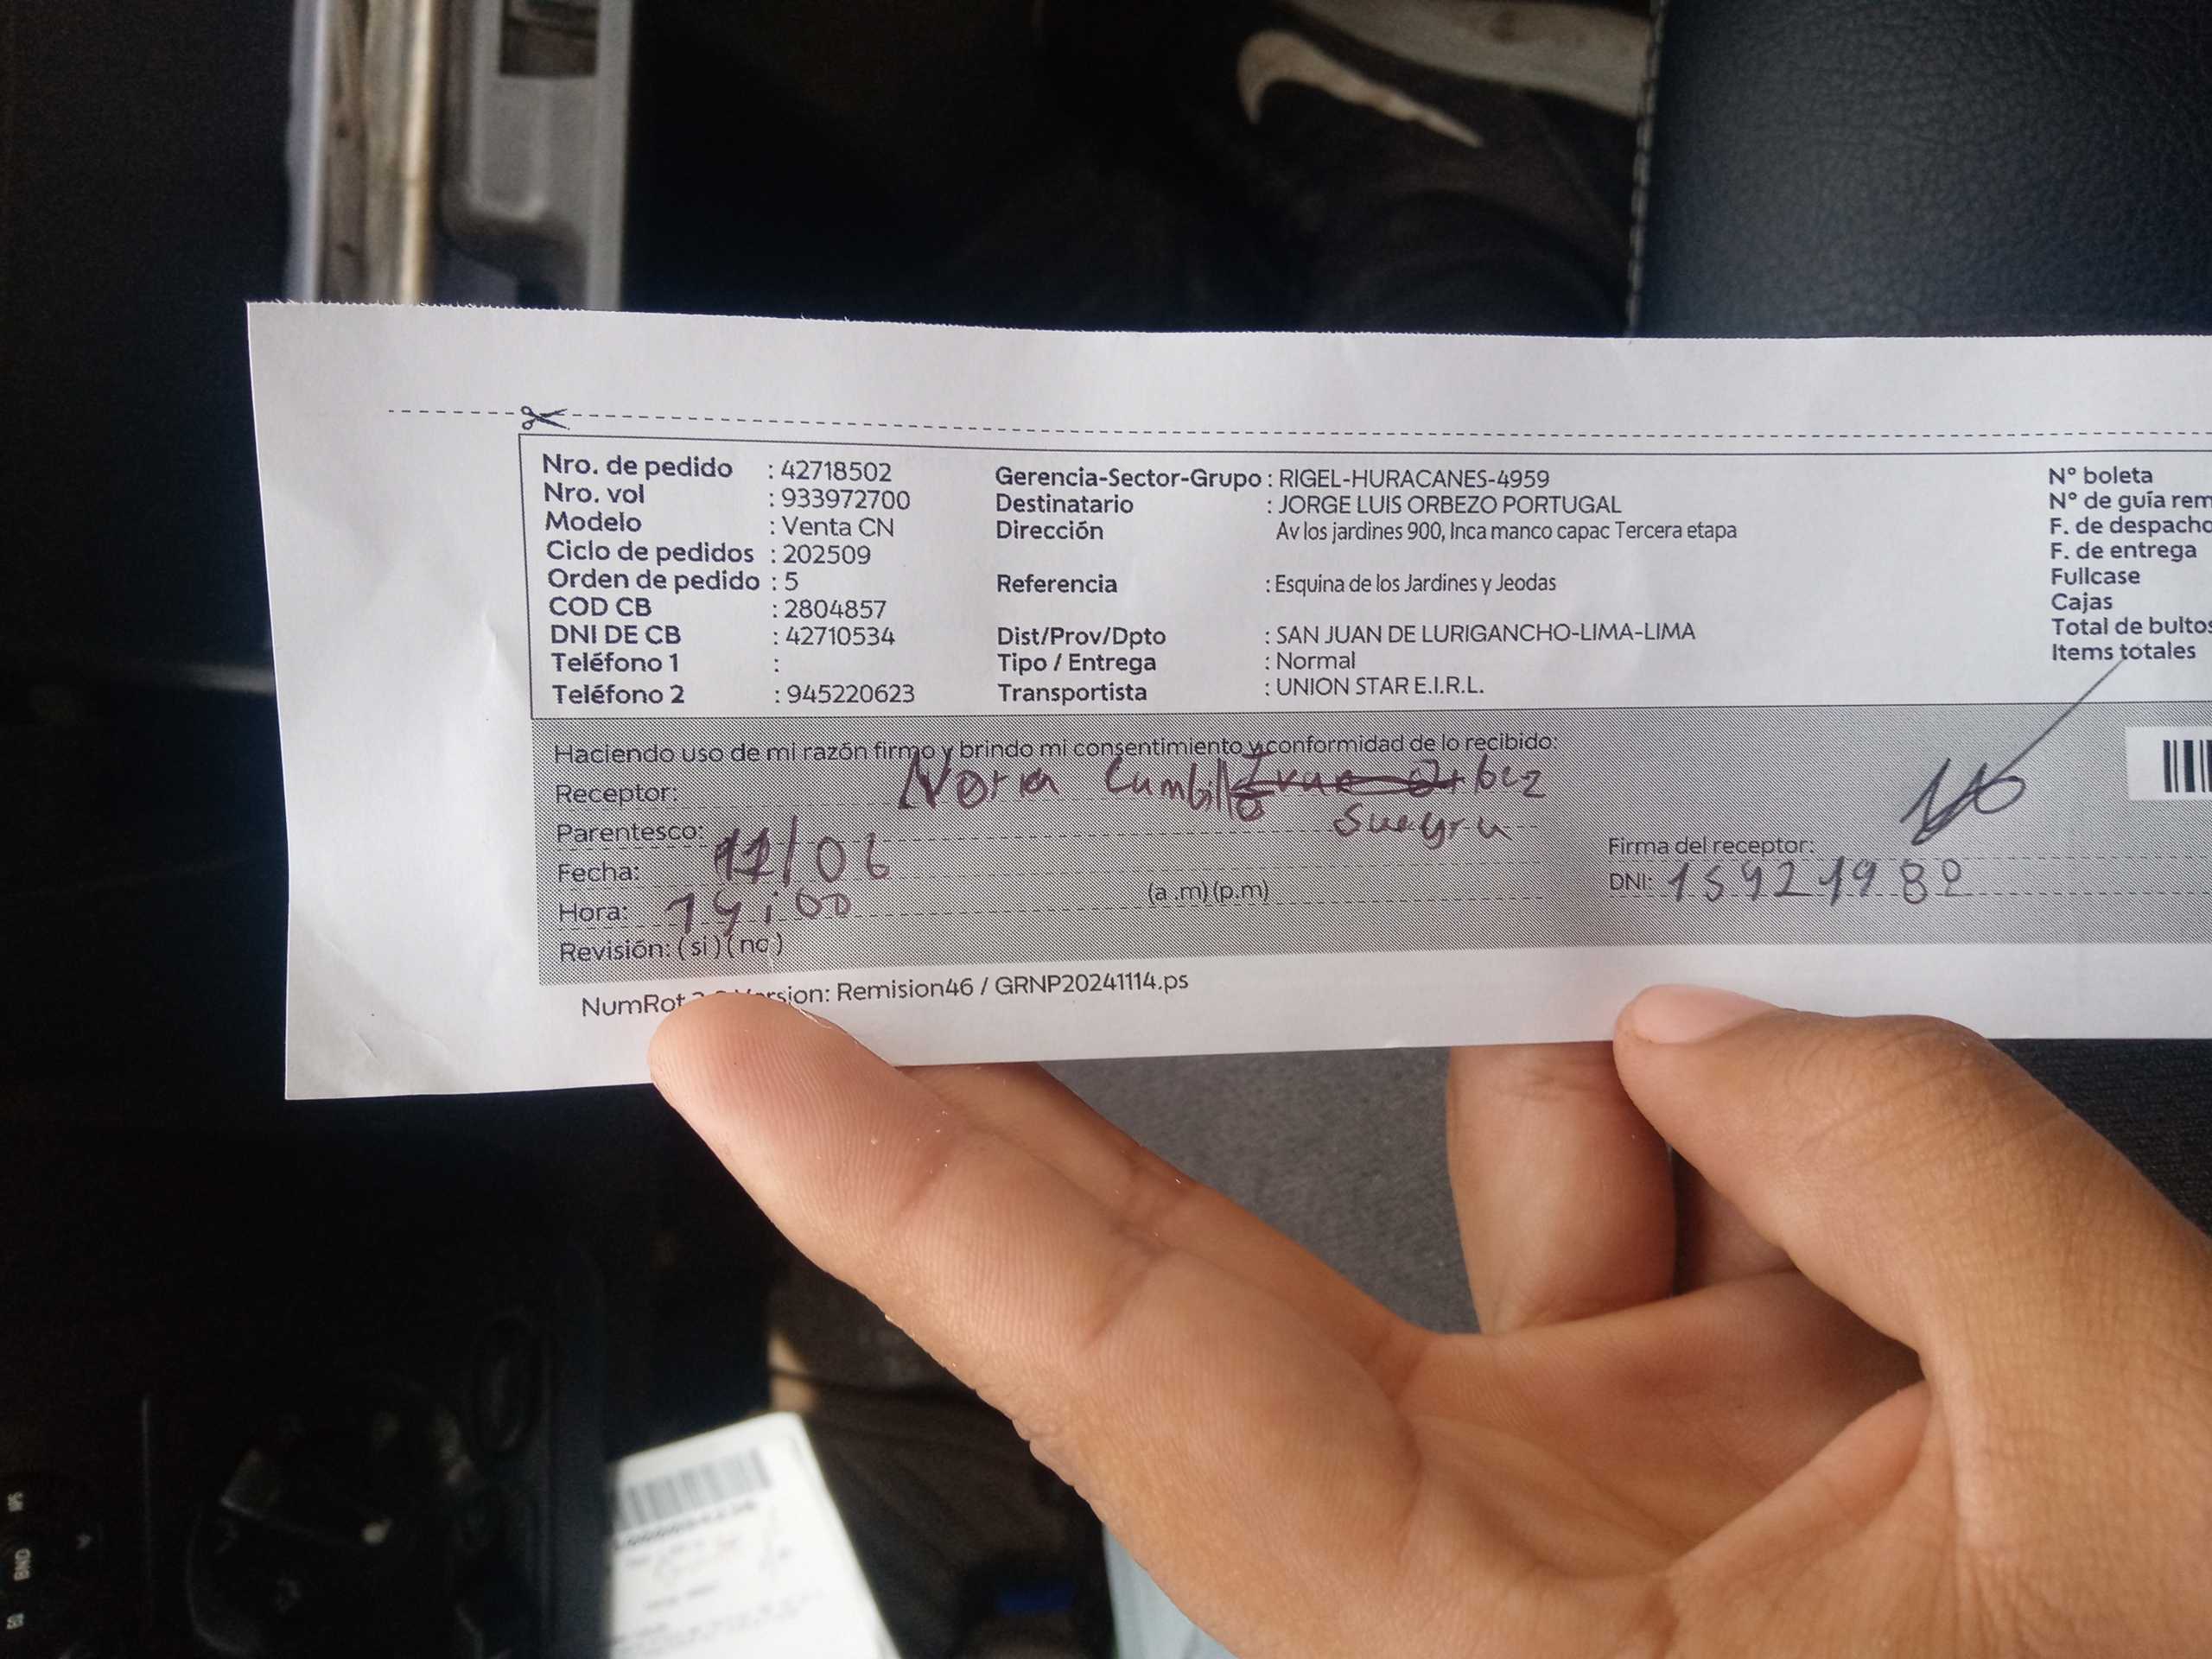 Nro. de pedido : 42718502
Nro. vol : 933972700
Modelo : Venta CN
Ciclo de pedidos : 202509
Orden de pedido : 5
COD CB : 2804857
DNI DE CB : 42710534
Teléfono 1 :
Teléfono 2 : 945220623
Gerencia-Sector-Grupo : RIGEL-HURACANES-4959
Destinatario : JORGE LUIS ORBEZO PORTUGAL
Dirección Av los jardines 900, Inca manco capac Tercera etapa
Referencia : Esquina de los Jardines y Jeodas
Dist/Prov/Dpto : SAN JUAN DE LURIGANCHO-LIMA-LIMA
Tipo / Entrega : Normal
Transportista : UNION STAR E.I.R.L.
N° boleta
N° de guía rem
F. de despacho
F. de entrega
Fullcase
Cajas
Total de bultos
Items totales
Haciendo uso de mi razón firmo y brindo mi consentimiento y conformidad de lo recibido:
Receptor:
Parentesco: Suegra
Fecha: 11/06
Hora: 14:00 (a .m) (p.m)
Revisión: (si) (no)
Firma del receptor:
DNI: 15921980
NumRot Version: Remision46 / GRNP20241114.ps
BND